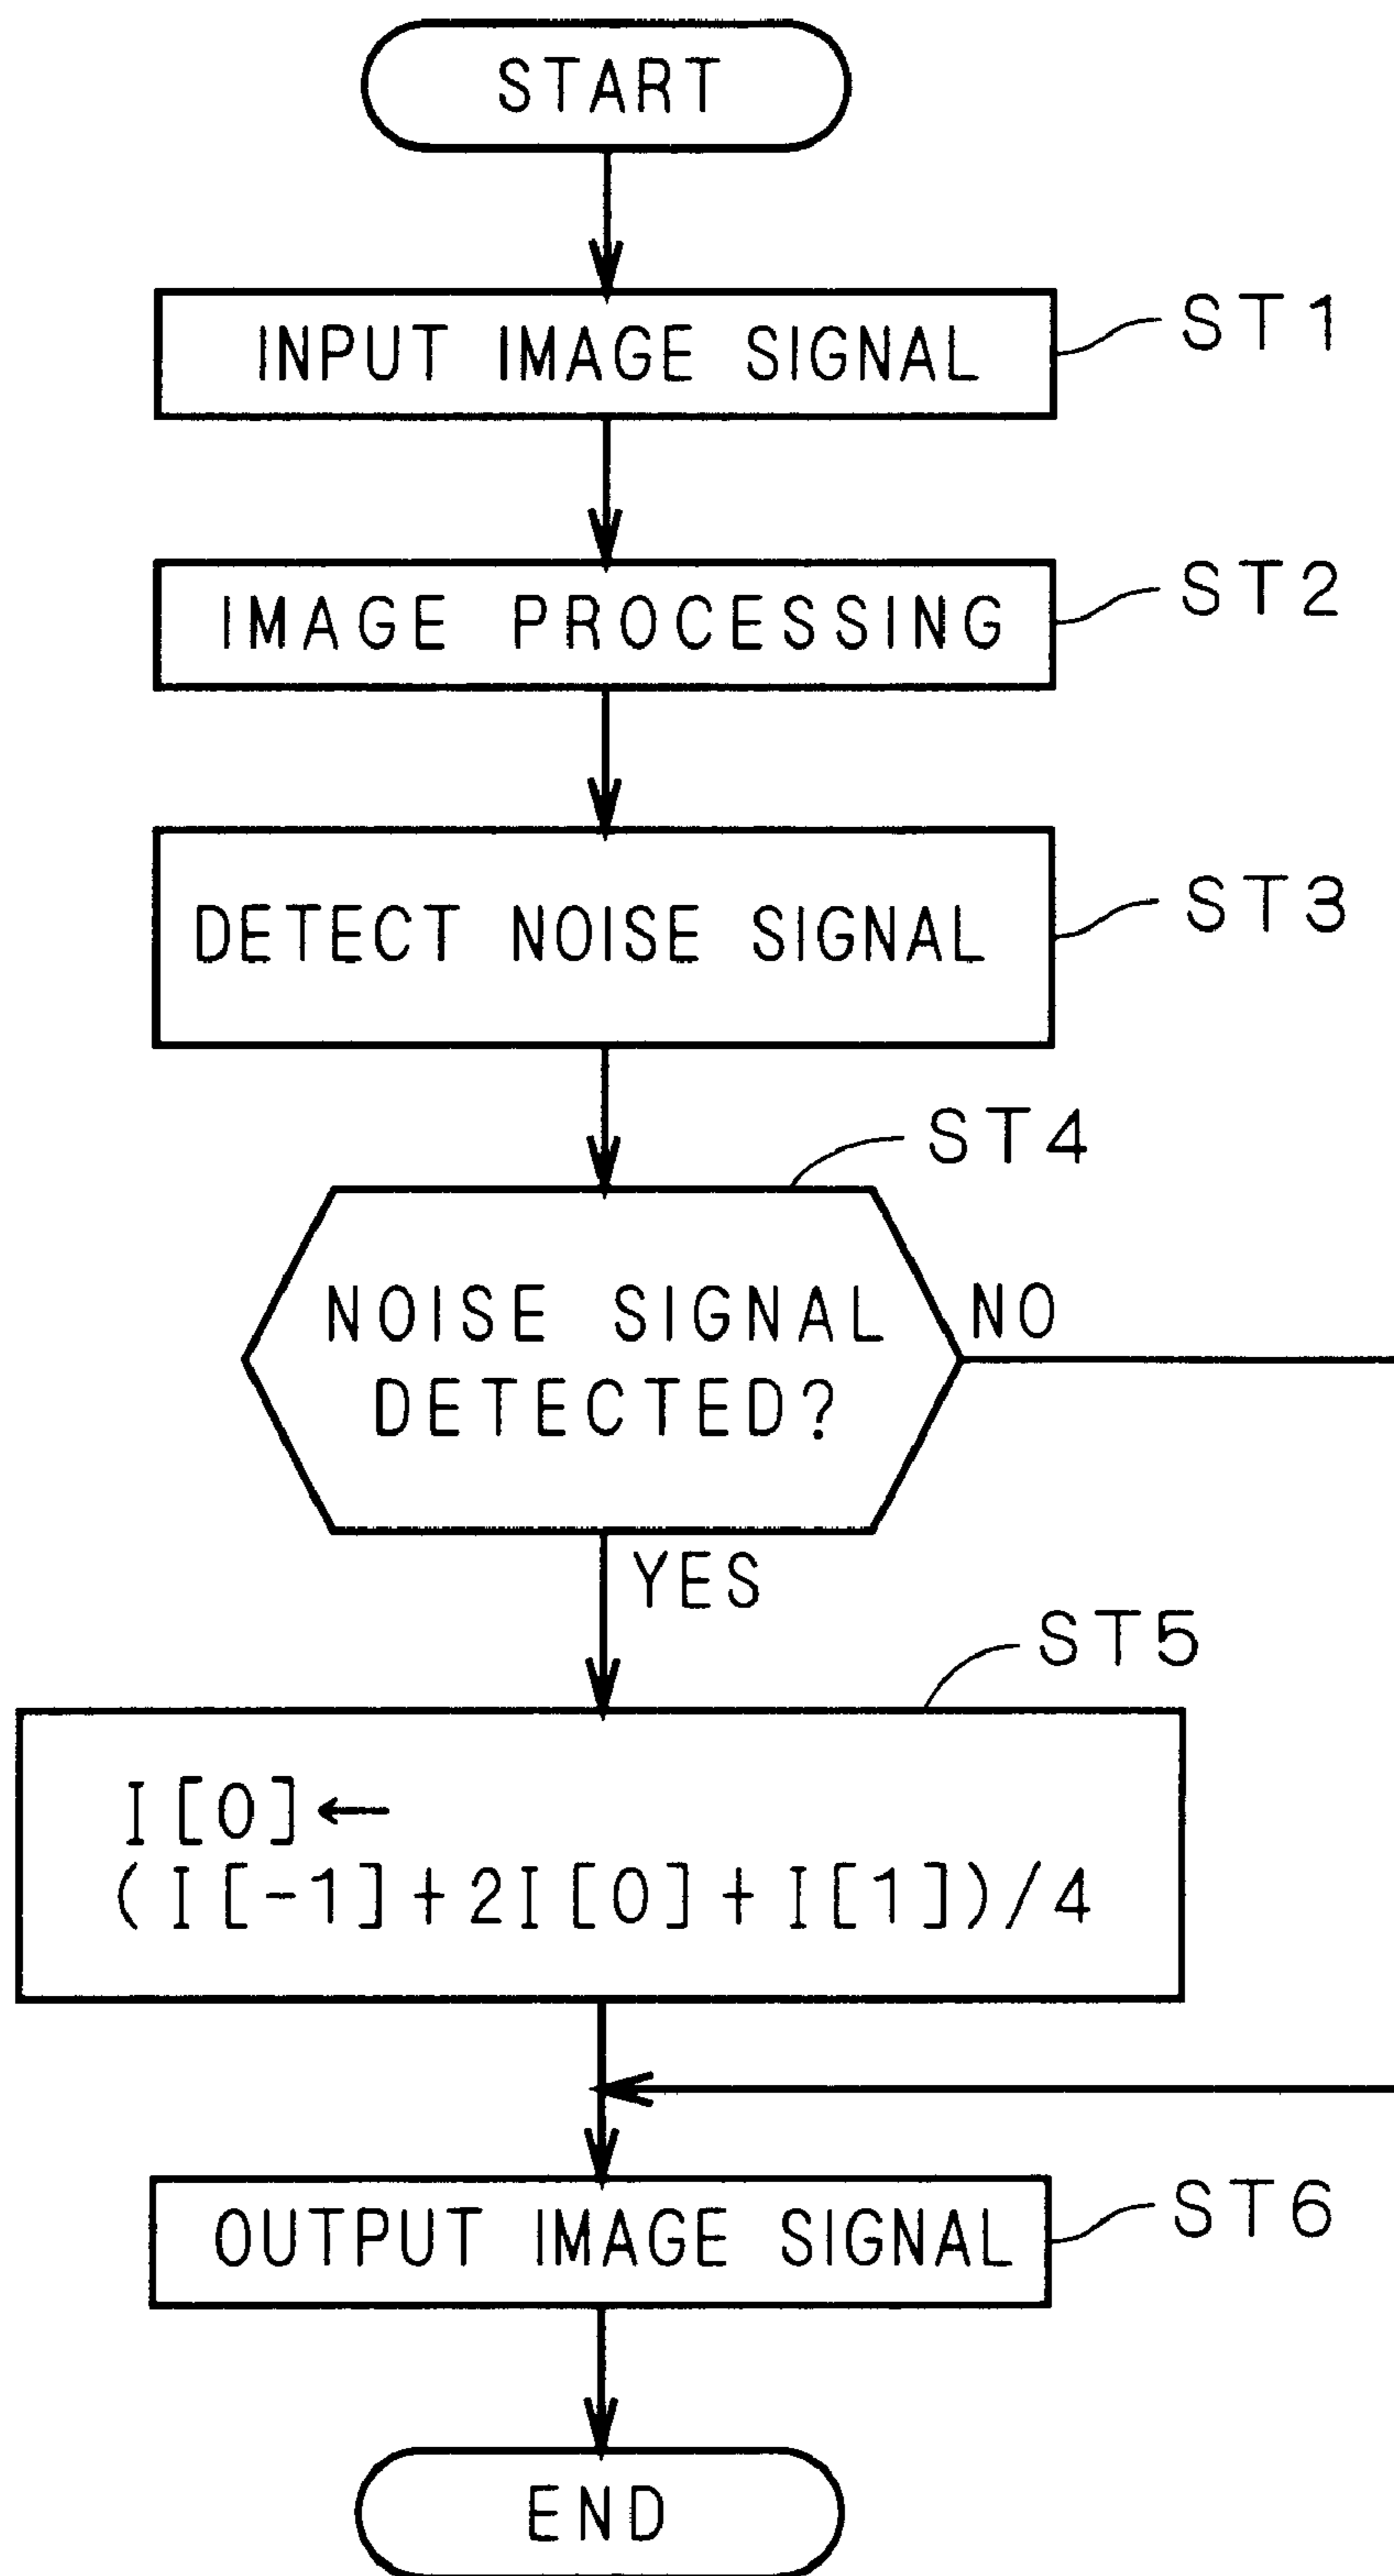 START
INPUT IMAGE SIGNAL
ST1
IMAGE PROCESSING
ST2
DETECT NOISE SIGNAL
ST3
ST4
NOISE SIGNAL
DETECTED?
NO
YES
ST5
I[0]←
(I[-1]+2I[0]+I[1])/4
OUTPUT IMAGE SIGNAL
ST6
END